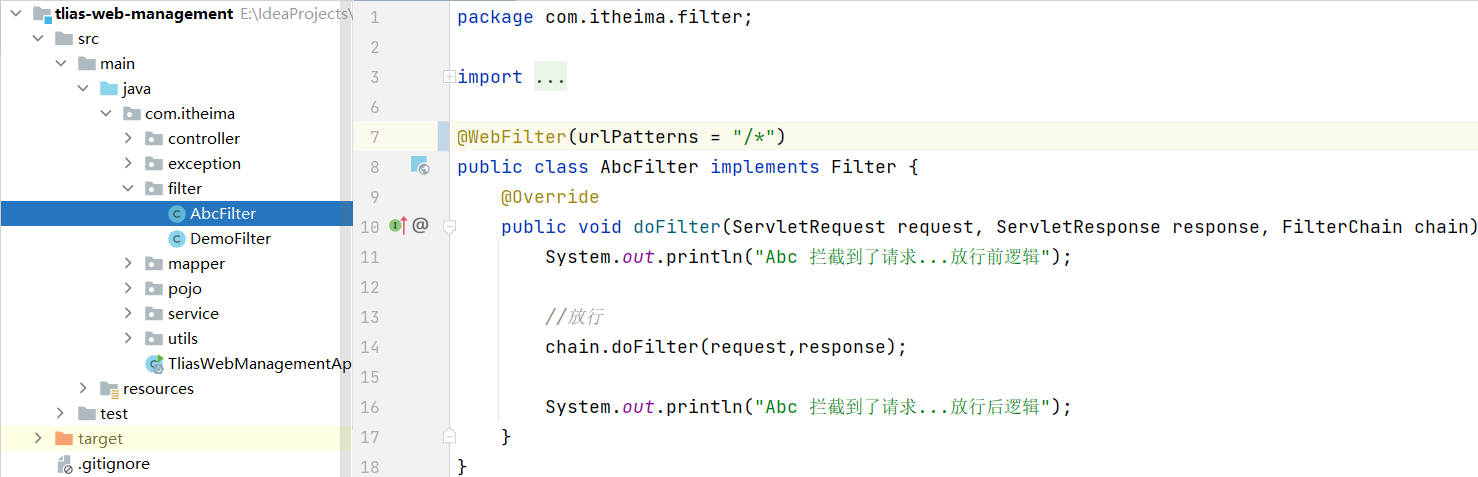 tlias-web-management E:\IdeaProjects\
src
main
java
com.itheima
controller
exception
filter
AbcFilter
DemoFilter
mapper
pojo
service
utils
TliasWebManagementAp
resources
test
target
.gitignore
1 package com.itheima.filter;
2
3 import ...
6
7 @WebFilter(urlPatterns = "/*")
8 public class AbcFilter implements Filter {
9 @Override
10 @ public void doFilter(ServletRequest request, ServletResponse response, FilterChain chain)
11 System.out.println("Abc 拦截到了请求...放行前逻辑");
12
13 //放行
14 chain.doFilter(request,response);
15
16 System.out.println("Abc 拦截到了请求...放行后逻辑");
17 }
18 }